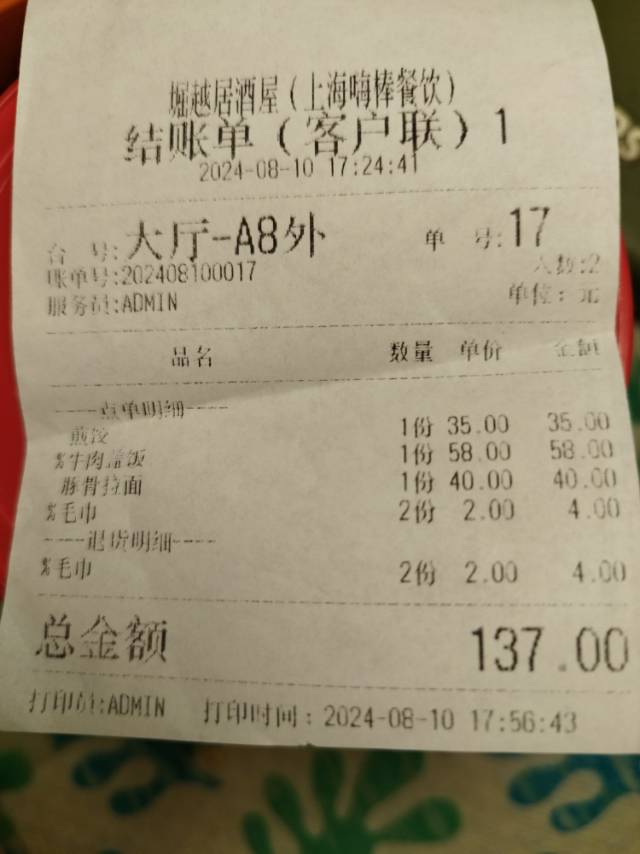 堀越居酒屋(上海嗨棒餐饮)
结账单(客户联)1
2024-08-10 17:24:41
台 号:大厅-A8外 单 号:17
账单号:202408100017 人数:2
服务员:ADMIN 单位:元
品名 数量 单价 金额
----点单明细----
煎饺 1份 35.00 35.00
%牛肉盖饭 1份 58.00 58.00
豚骨拉面 1份 40.00 40.00
%毛巾 2份 2.00 4.00
----退货明细----
%毛巾 2份 2.00 4.00
总金额 137.00
打印员:ADMIN 打印时间:2024-08-10 17:56:43